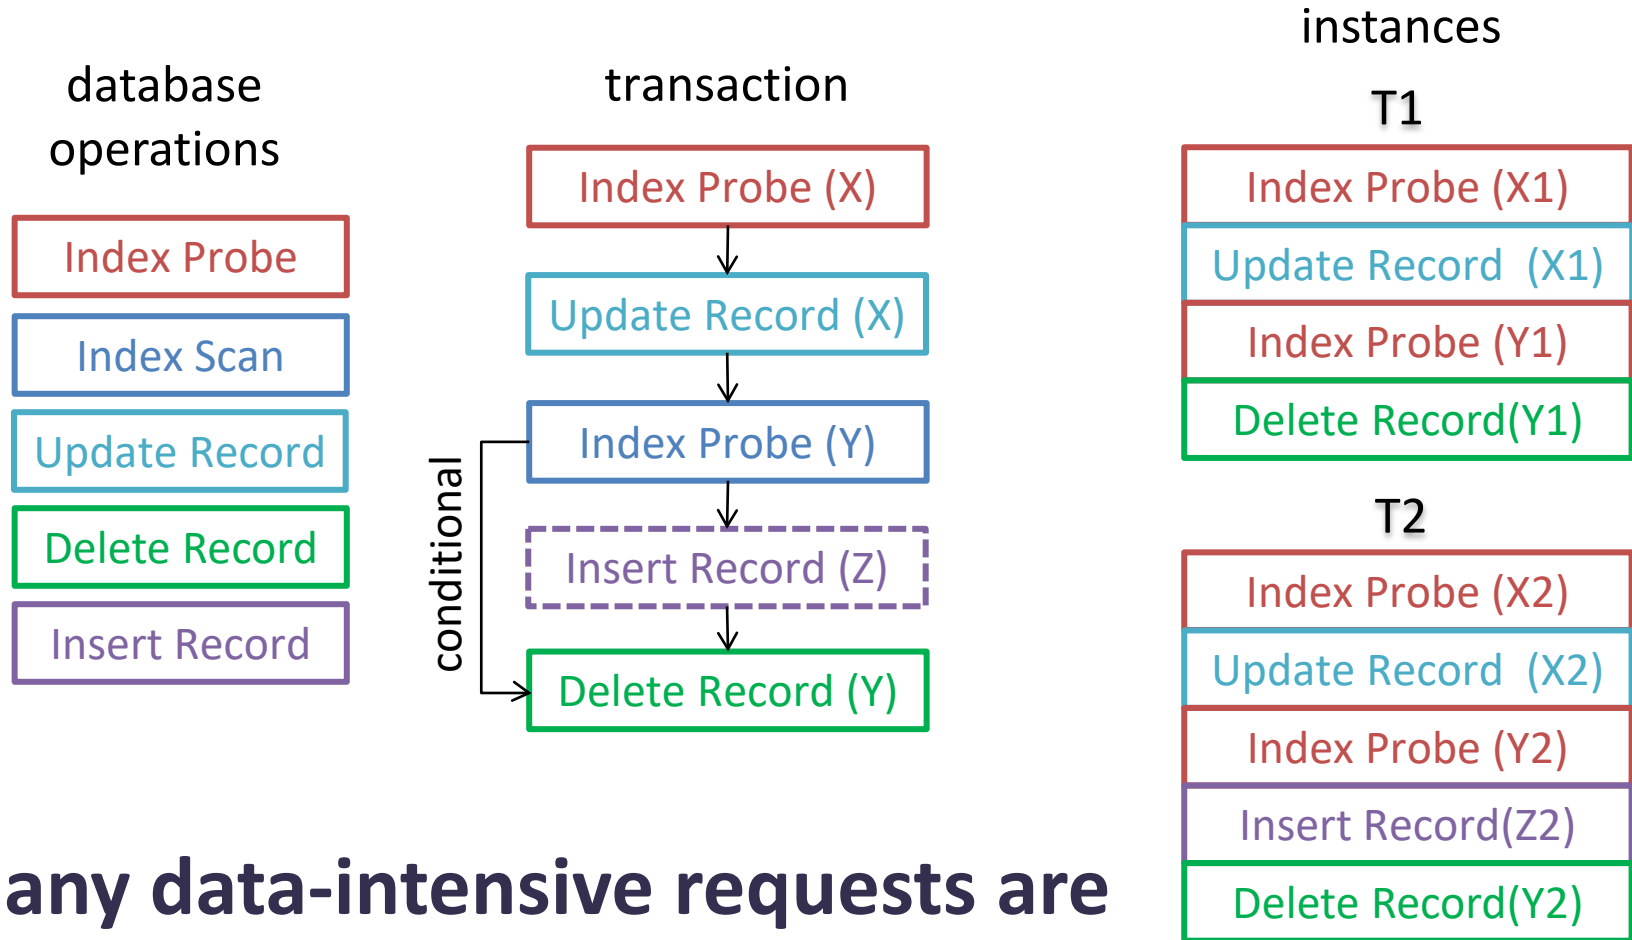 database
operations
Index Probe
Index Scan
Update Record
Delete Record
Insert Record
transaction
Index Probe (X)
Update Record (X)
Index Probe (Y)
conditional
Insert Record (Z)
Delete Record (Y)
instances
T1
Index Probe (X1)
Update Record (X1)
Index Probe (Y1)
Delete Record(Y1)
T2
Index Probe (X2)
Update Record (X2)
Index Probe (Y2)
Insert Record(Z2)
Delete Record(Y2)
any data-intensive requests are